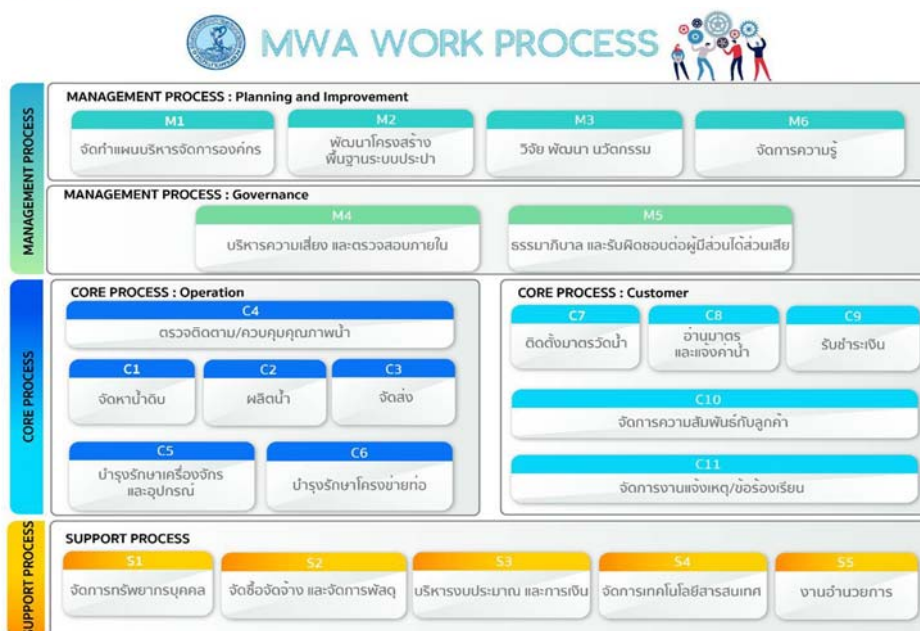 MWA WORK PROCESS
MANAGEMENT PROCESS
MANAGEMENT PROCESS : Planning and Improvement
M1
จัดทำแผนบริหารจัดการองค์กร
M2
พัฒนาโครงสร้าง
พื้นฐานระบบประปา
M3
วิจัย พัฒนา นวัตกรรม
M6
จัดการความรู้
MANAGEMENT PROCESS : Governance
M4
บริหารความเสี่ยง และตรวจสอบภายใน
M5
ธรรมาภิบาล และรับผิดชอบต่อผู้มีส่วนได้ส่วนเสีย
CORE PROCESS
CORE PROCESS : Operation
C4
ตรวจติดตาม/ควบคุมคุณภาพน้ำ
C1
จัดหาน้ำดิบ
C2
ผลิตน้ำ
C3
จัดส่ง
C5
บำรุงรักษาเครื่องจักร
และอุปกรณ์
C6
บำรุงรักษาโครงข่ายท่อ
CORE PROCESS : Customer
C7
ติดตั้งมาตรวัดน้ำ
C8
อ่านมาตร
และแจ้งค่าน้ำ
C9
รับชำระเงิน
C10
จัดการความสัมพันธ์กับลูกค้า
C11
จัดการงานแจ้งเหตุ/ข้อร้องเรียน
SUPPORT PROCESS
SUPPORT PROCESS
S1
จัดการทรัพยากรบุคคล
S2
จัดซื้อจัดจ้าง และจัดการพัสดุ
S3
บริหารงบประมาณ และการเงิน
S4
จัดการเทคโนโลยีสารสนเทศ
S5
งานอำนวยการ